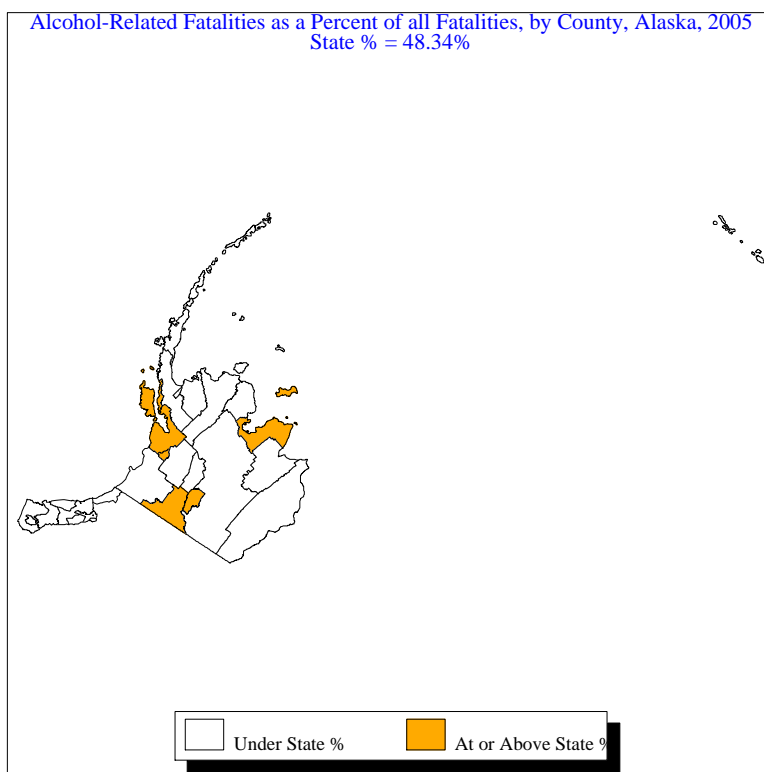 Alcohol-Related Fatalities as a Percent of all Fatalities, by County, Alaska, 2005
State % = 48.34%
Under State %
At or Above State %